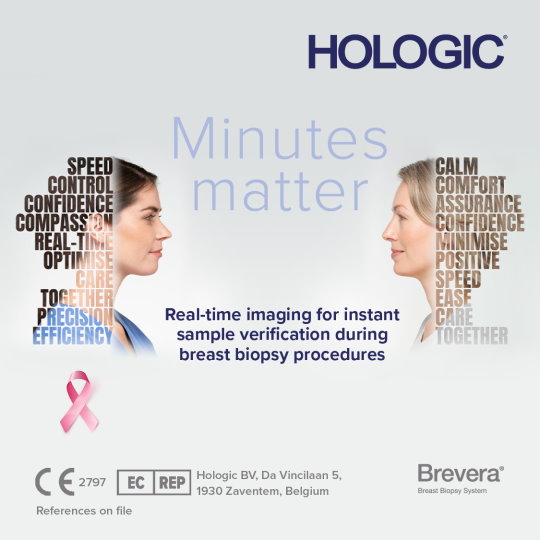 HOLOGIC®
Minutes
matter
SPEED
CONTROL
CONFIDENCE
COMPASSION
REAL-TIME
OPTIMISE
CARE
TOGETHER
PRECISION
EFFICIENCY
CALM
COMFORT
ASSURANCE
CONFIDENCE
MINIMISE
POSITIVE
SPEED
EASE
CARE
TOGETHER
Real-time imaging for instant
sample verification during
breast biopsy procedures
CE 2797
EC REP
Hologic BV, Da Vincilaan 5,
1930 Zaventem, Belgium
References on file
Brevera®
Breast Biopsy System